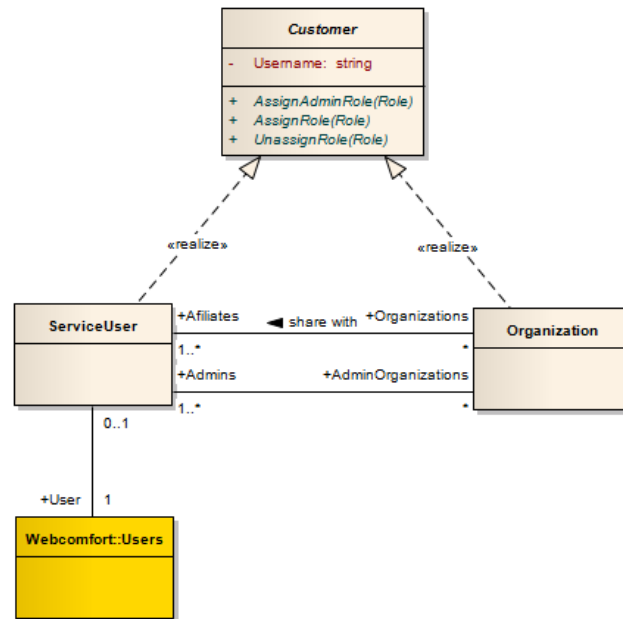 Customer
- Username: string
+ AssignAdminRole(Role)
+ AssignRole(Role)
+ UnassignRole(Role)
«realize»
«realize»
ServiceUser
+Afiliates
◄ share with
+Organizations
1..*
*
Organization
+Admins
+AdminOrganizations
1..*
*
0..1
+User
1
Webcomfort::Users